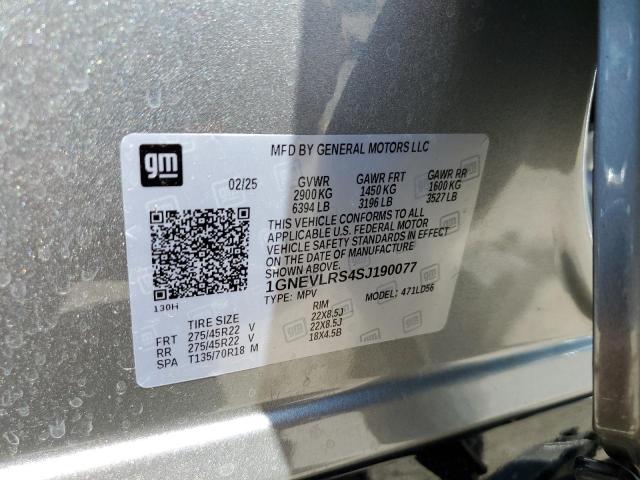 gm
MFD BY GENERAL MOTORS LLC
02/25 GVWR GAWR FRT GAWR RR
2900 KG 1450 KG 1600 KG
6394 LB 3196 LB 3527 LB
THIS VEHICLE CONFORMS TO ALL
APPLICABLE U.S. FEDERAL MOTOR
VEHICLE SAFETY STANDARDS IN EFFECT
ON THE DATE OF MANUFACTURE
SHOWN ABOVE.
1GNEVLRS4SJ190077
TYPE: MPV MODEL: 471LD56
130H
TIRE SIZE RIM
FRT 275/45R22 V 22X8.5J
RR 275/45R22 V 22X8.5J
SPA T135/70R18 M 18X4.5B